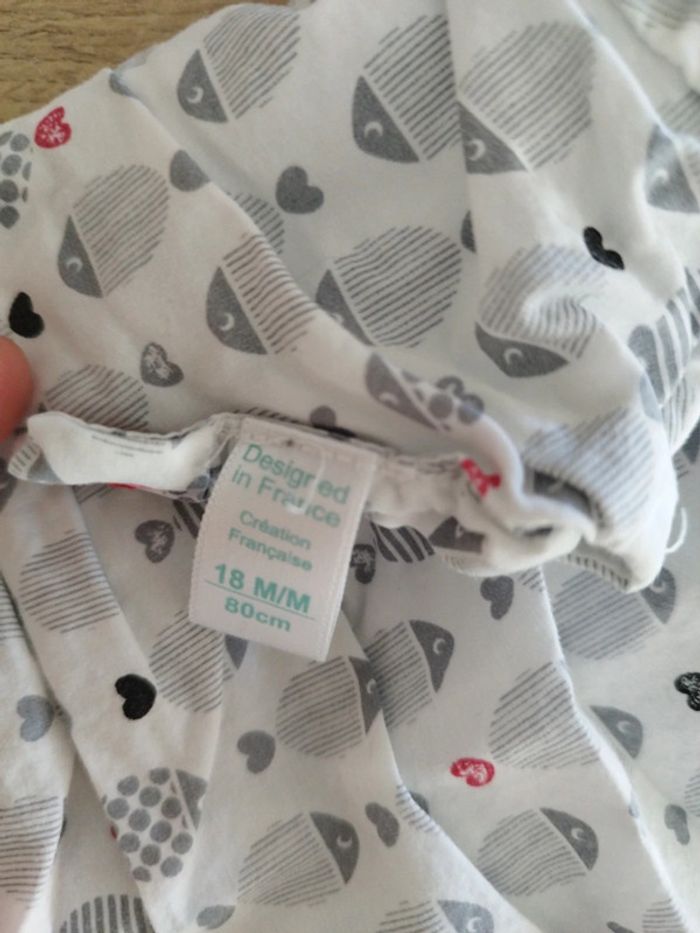 Designed
in France
Création
Française
18 M/M
80cm